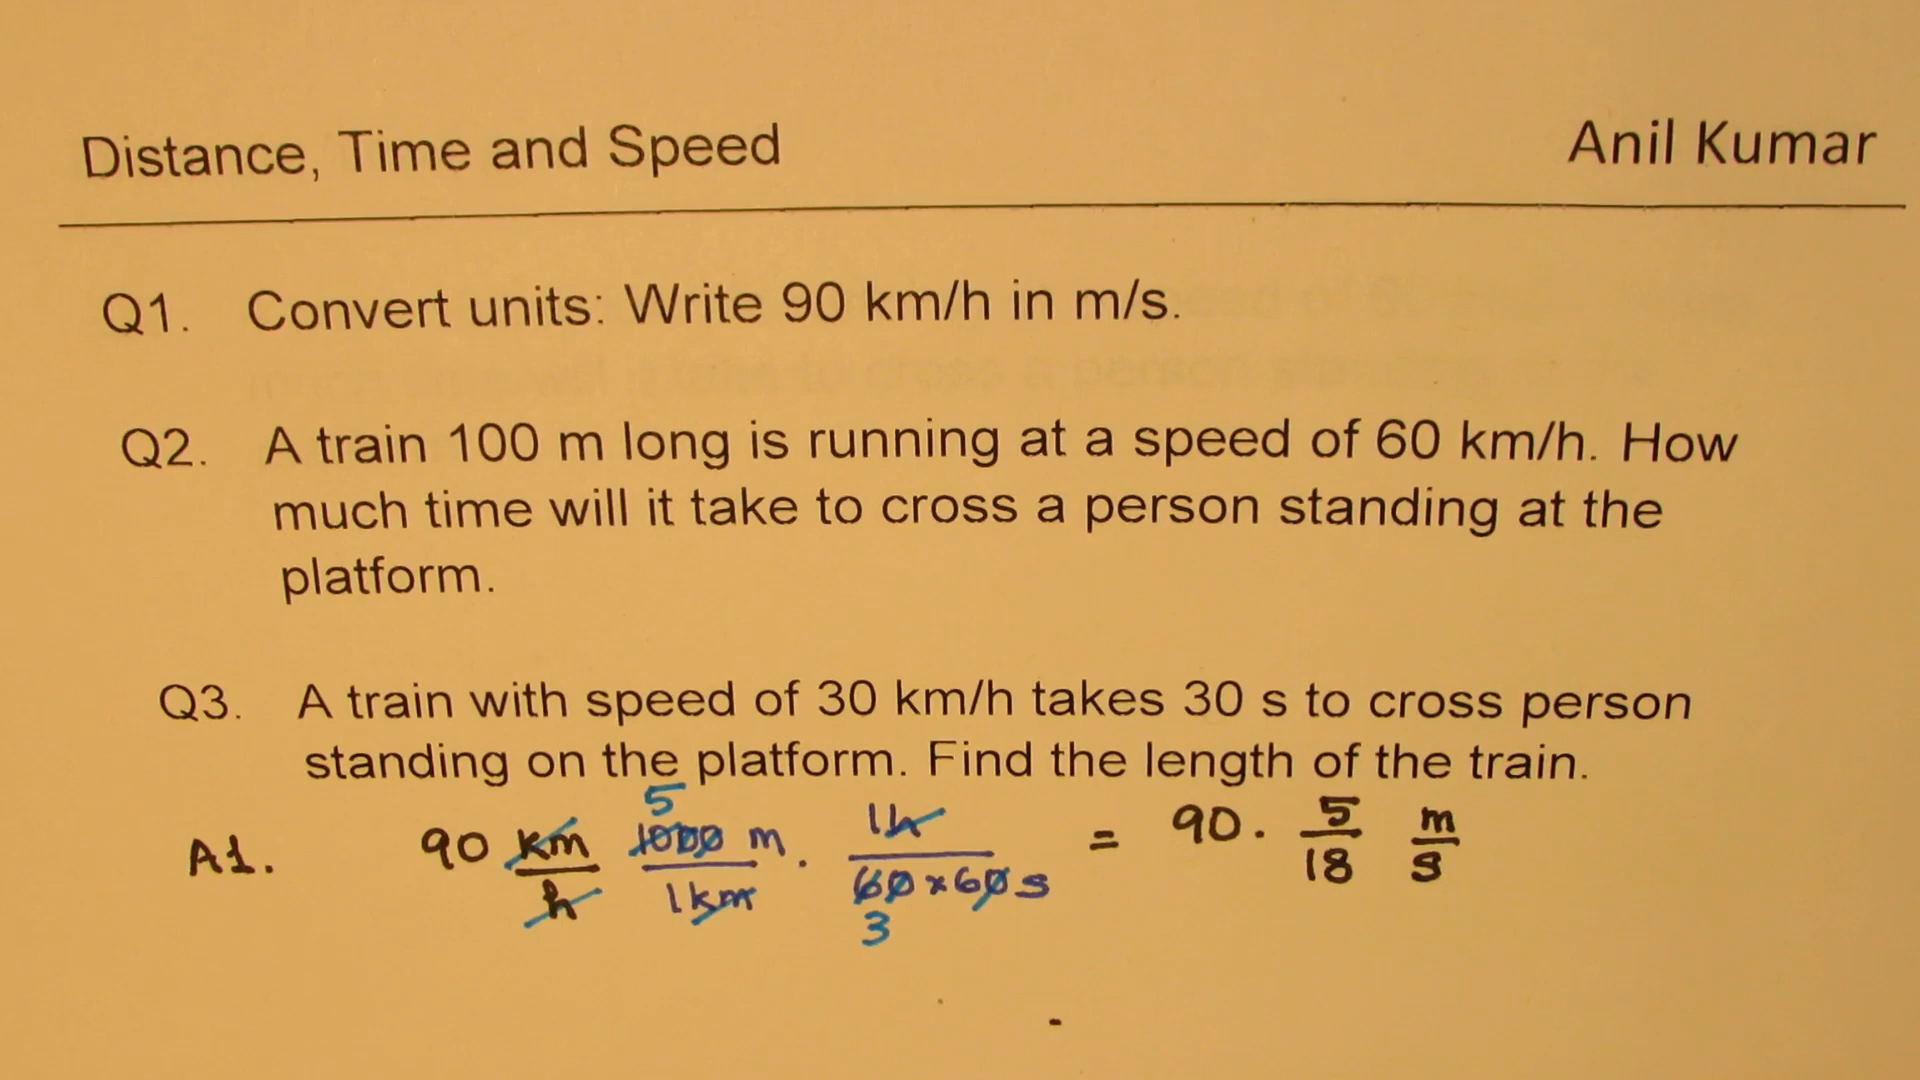 Distance, Time and Speed Anil Kumar
Q1. Convert units: Write 90 km/h in m/s.
Q2. A train 100 m long is running at a speed of 60 km/h. How
much time will it take to cross a person standing at the
platform.
Q3. A train with speed of 30 km/h takes 30 s to cross person
standing on the platform. Find the length of the train.
5
A1. 90 km/h 1000 m/1km . 1h/60×60s = 90. 5/18 m/s
3